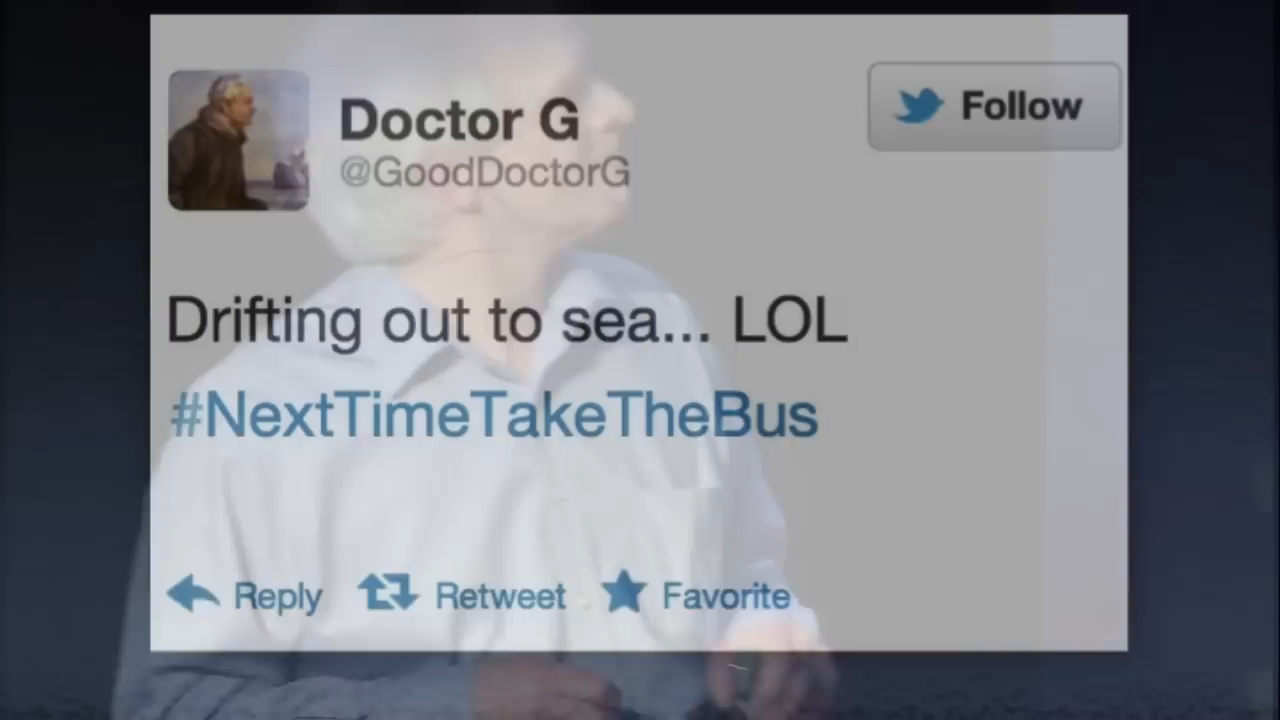 Doctor G
@GoodDoctorG
Follow
Drifting out to sea... LOL
#NextTimeTakeTheBus
Reply Retweet Favorite